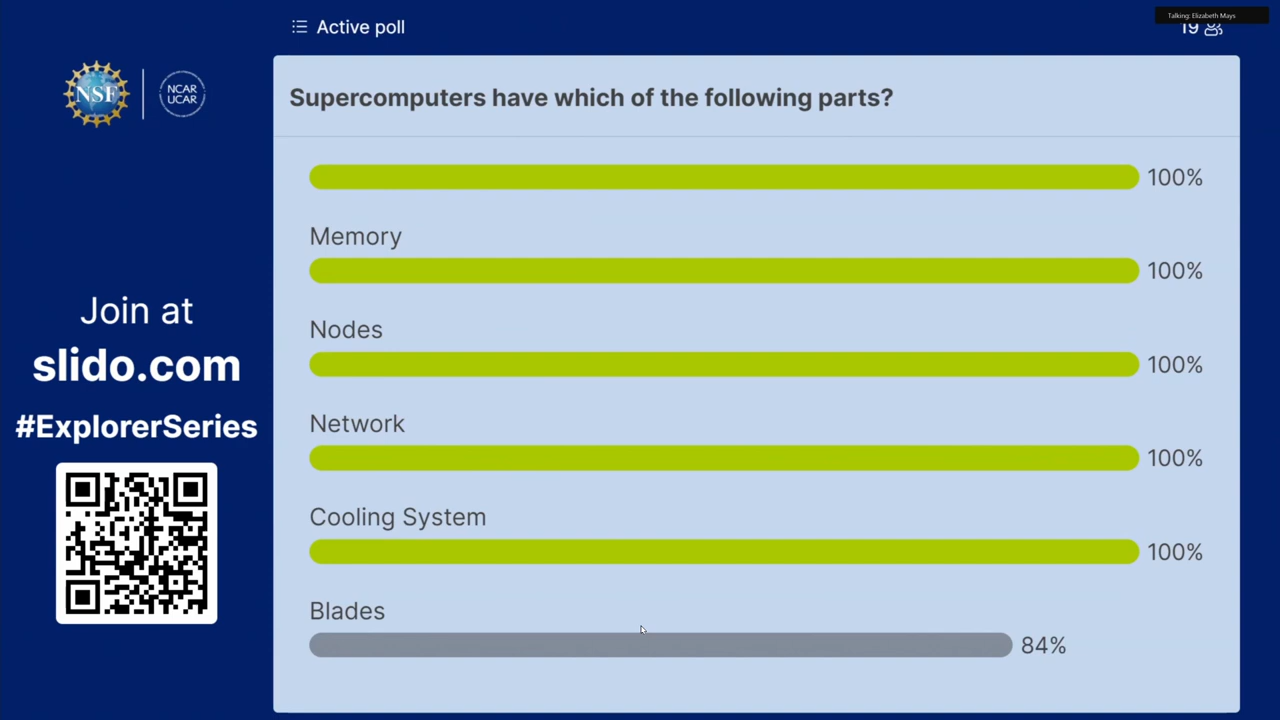 Talking: Elizabeth Mays
Active poll
19
NSF
NCAR
UCAR
Supercomputers have which of the following parts?
100%
Memory
100%
Nodes
100%
Network
100%
Cooling System
100%
Blades
84%
Join at
slido.com
#ExplorerSeries